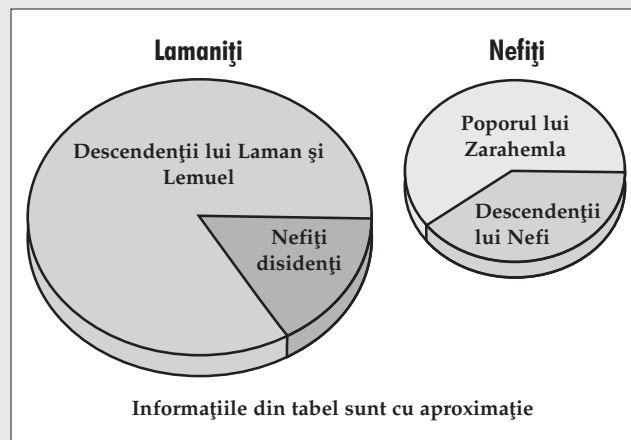 Lamaniţi
Nefiţi
Descendenţii lui Laman şi
Lemuel
Nefiţi
disidenţi
Poporul lui
Zarahemla
Descendenţii
lui Nefi
Informaţiile din tabel sunt cu aproximaţie